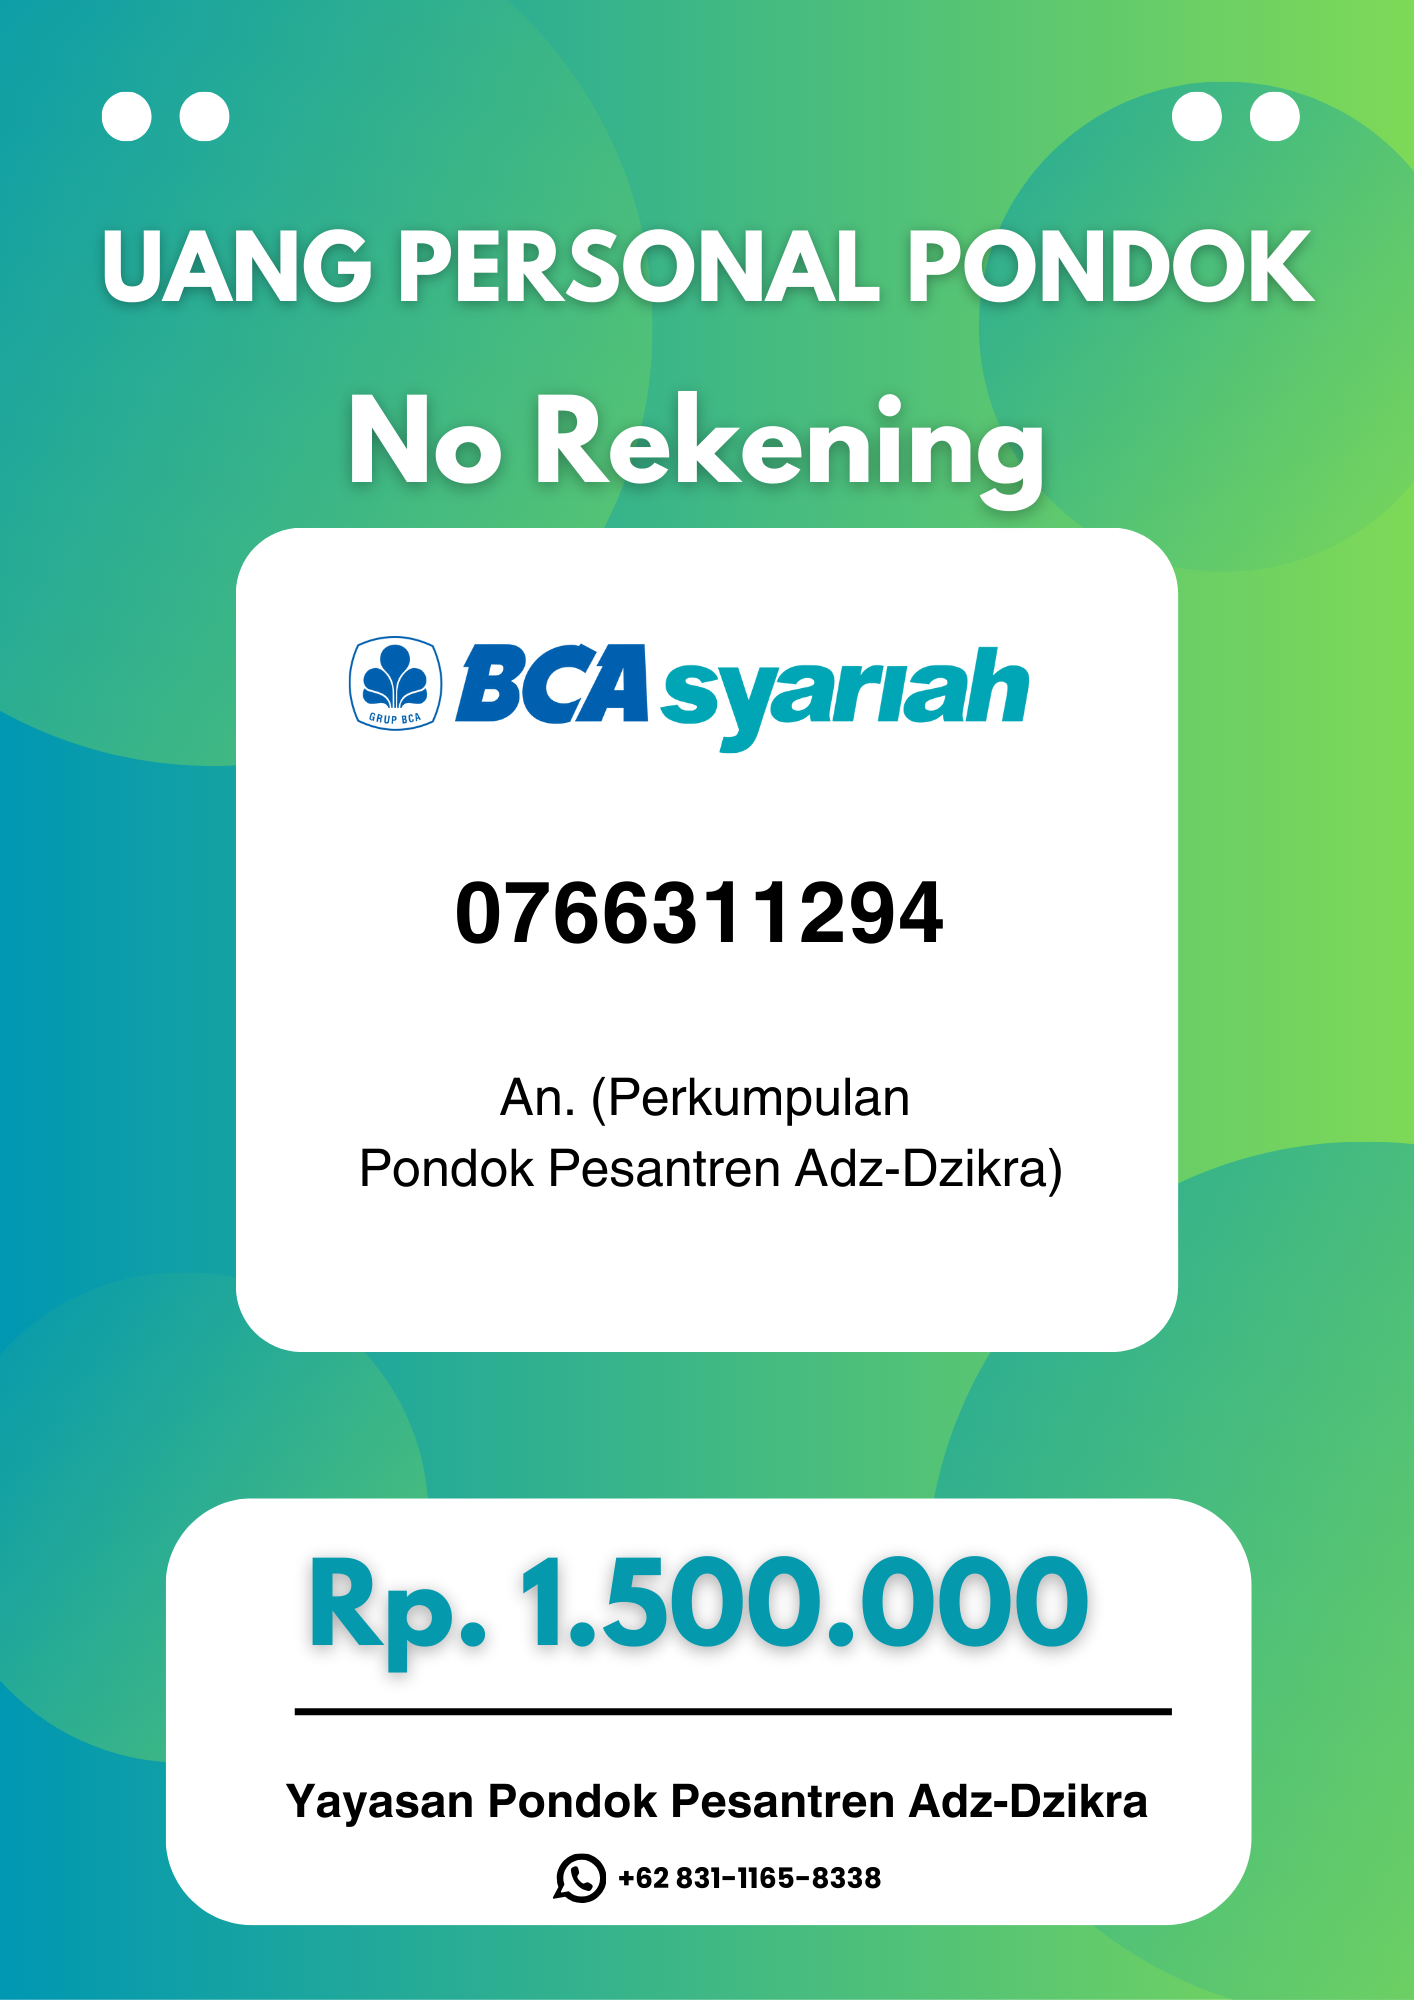 UANG PERSONAL PONDOK
No Rekening
GRUP BCA
BCA syariah
0766311294
An. (Perkumpulan
Pondok Pesantren Adz-Dzikra)
Rp. 1.500.000
Yayasan Pondok Pesantren Adz-Dzikra
+62 831-1165-8338